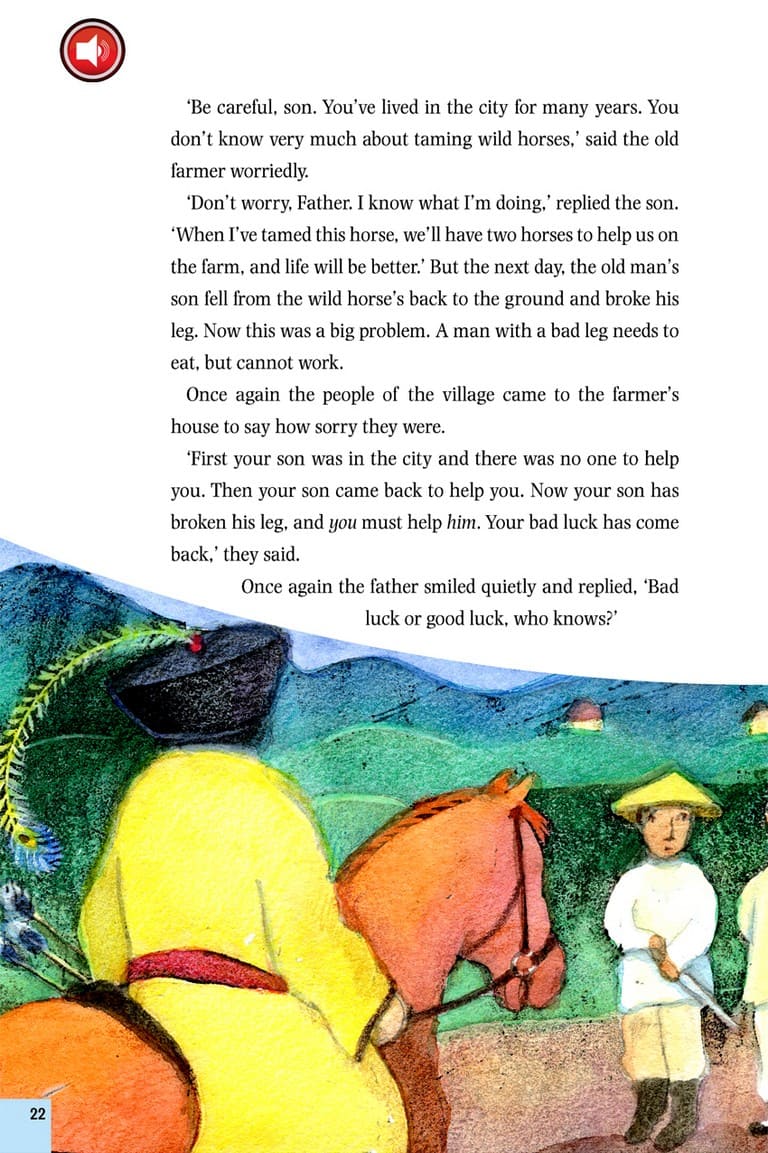 ‘Be careful, son. You’ve lived in the city for many years. You
don’t know very much about taming wild horses,’ said the old
farmer worriedly.
‘Don’t worry, Father. I know what I’m doing,’ replied the son.
‘When I’ve tamed this horse, we’ll have two horses to help us on
the farm, and life will be better.’ But the next day, the old man’s
son fell from the wild horse’s back to the ground and broke his
leg. Now this was a big problem. A man with a bad leg needs to
eat, but cannot work.
Once again the people of the village came to the farmer’s
house to say how sorry they were.
‘First your son was in the city and there was no one to help
you. Then your son came back to help you. Now your son has
broken his leg, and you must help him. Your bad luck has come
back,’ they said.
Once again the father smiled quietly and replied, ‘Bad
luck or good luck, who knows?’
22